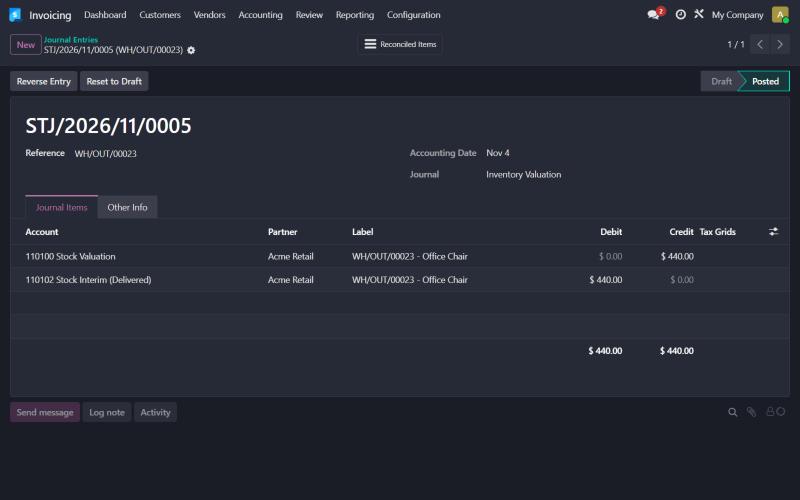 Invoicing Dashboard Customers Vendors Accounting Review Reporting Configuration 2 My Company A
New Journal Entries
STJ/2026/11/0005 (WH/OUT/00023)
Reconciled Items
1 / 1
Reverse Entry Reset to Draft Draft Posted
STJ/2026/11/0005
Reference WH/OUT/00023 Accounting Date Nov 4
Journal Inventory Valuation
Journal Items Other Info
Account Partner Label Debit Credit Tax Grids
110100 Stock Valuation Acme Retail WH/OUT/00023 - Office Chair $ 0.00 $ 440.00
110102 Stock Interim (Delivered) Acme Retail WH/OUT/00023 - Office Chair $ 440.00 $ 0.00
$ 440.00 $ 440.00
Send message Log note Activity